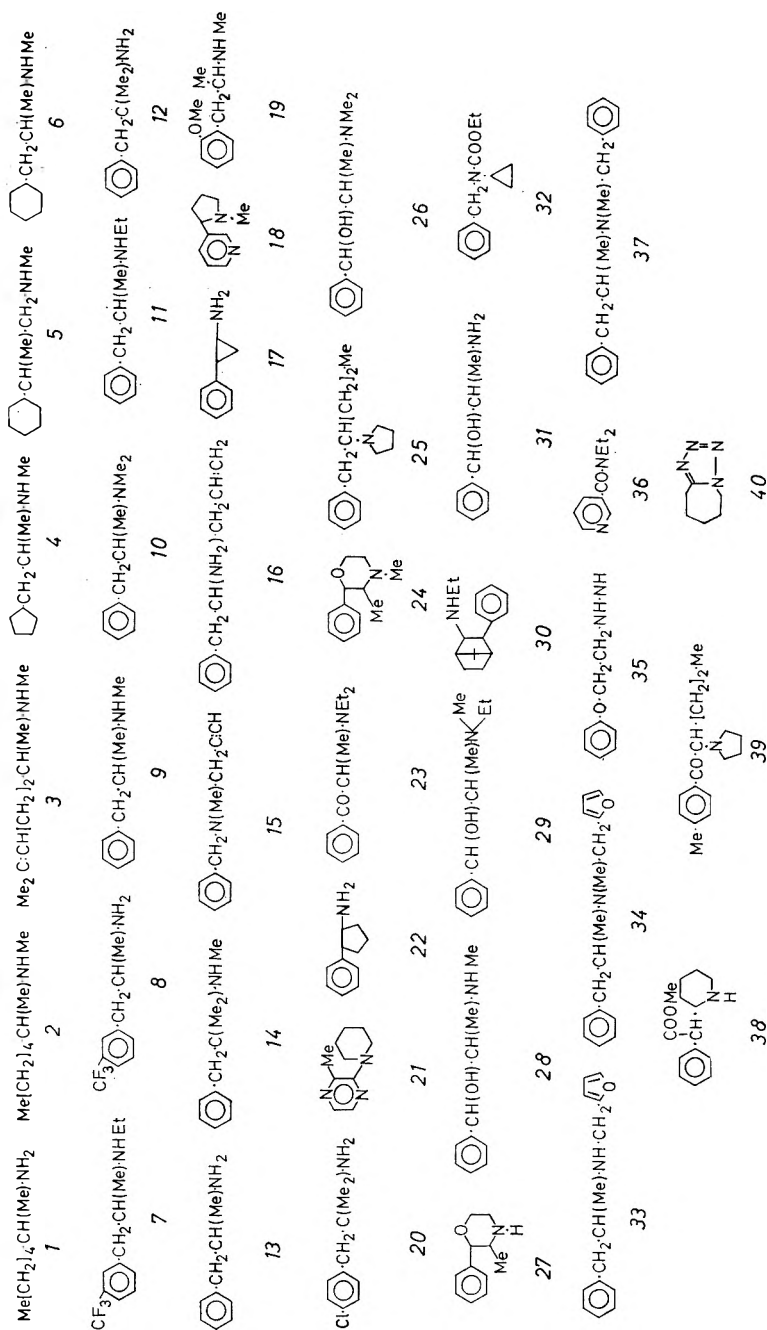 Me[CH₂]₄·CH(Me)·NH₂ Me[CH₂]₄·CH(Me)·NHMe Me₂C:CH[CH₂]₂CH(Me)·NHMe CH₂·CH(Me)·NHMe CH(Me)·CH₂·NHMe CH₂·CH(Me)·NHMe
1 2 3 4 5 6
CF₃ CH₂·CH(Me)·NHEt CF₃ CH₂·CH(Me)·NH₂ CH₂·CH(Me)·NHMe CH₂CH(Me)·NMe₂ CH₂·CH(Me)·NHEt CH₂·C(Me₂)NH₂
7 8 9 10 11 12
CH₂·CH(Me)·NH₂ CH₂·C(Me₂)·NHMe CH₂·N(Me)·CH₂·C:CH CH₂·CH(NH₂)·CH₂·CH:CH₂ NH₂ N N Me OMe Me CH₂·CH·NHMe
13 14 15 16 17 18 19
Cl CH₂·C(Me₂)NH₂ N N Me N NH₂ CO·CH(Me)·NEt₂ O N Me Me CH₂·CH[CH₂]₂Me N CH(OH)·CH(Me)·NMe₂
20 21 22 23 24 25 26
O N H Me CH(OH)·CH(Me)·NHMe CH(OH)·CH(Me)N Me Et NHEt CH(OH)·CH(Me)·NH₂ CH₂·N·COOEt
27 28 29 30 31 32
CH₂·CH(Me)·NH·CH₂ O CH₂·CH(Me)·N(Me)·CH₂ O O·CH₂·CH₂·NH·NH N CO·NEt₂ CH₂·CH(Me)·N(Me)·CH₂
33 34 35 36 37
COOMe CH N H Me CO·CH·[CH₂]₂·Me N N N N N
38 39 40